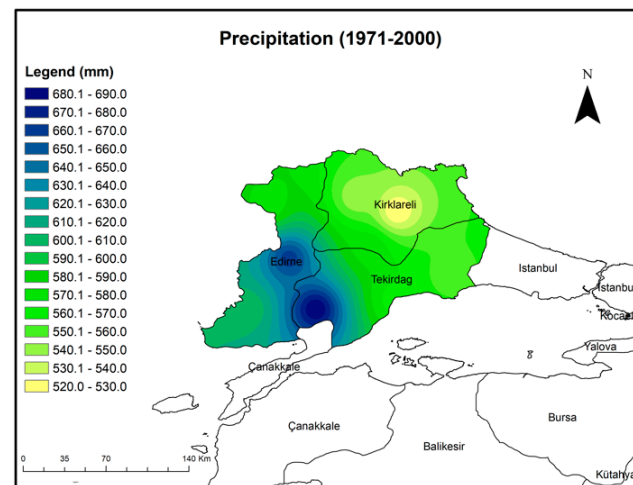 Precipitation (1971-2000)
Legend (mm)
680.1 - 690.0
670.1 - 680.0
660.1 - 670.0
650.1 - 660.0
640.1 - 650.0
630.1 - 640.0
620.1 - 630.0
610.1 - 620.0
600.1 - 610.0
590.1 - 600.0
580.1 - 590.0
570.1 - 580.0
560.1 - 570.0
550.1 - 560.0
540.1 - 550.0
530.1 - 540.0
520.0 - 530.0
N
Kirklareli
Edirne
Tekirdag
Istanbul
Istanbu
Kocae
Yalova
Çanakkale
Çanakkale
Bursa
Balikesir
Kütahya
0 35 70 140 Km